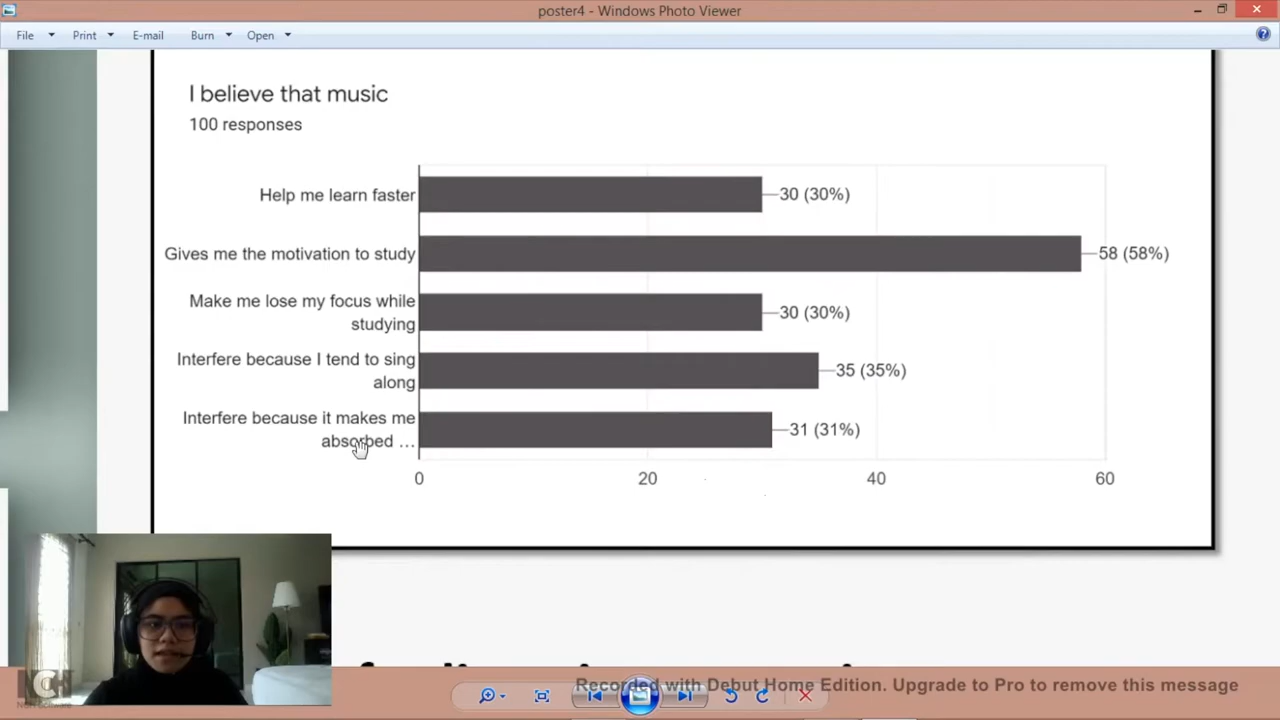 poster4 - Windows Photo Viewer
File Print E-mail Burn Open
I believe that music
100 responses
Help me learn faster
30 (30%)
Gives me the motivation to study
58 (58%)
Make me lose my focus while
studying
30 (30%)
Interfere because I tend to sing
along
35 (35%)
Interfere because it makes me
absorbed …
31 (31%)
0 20 40 60
NCH Software
Recorded with Debut Home Edition. Upgrade to Pro to remove this message